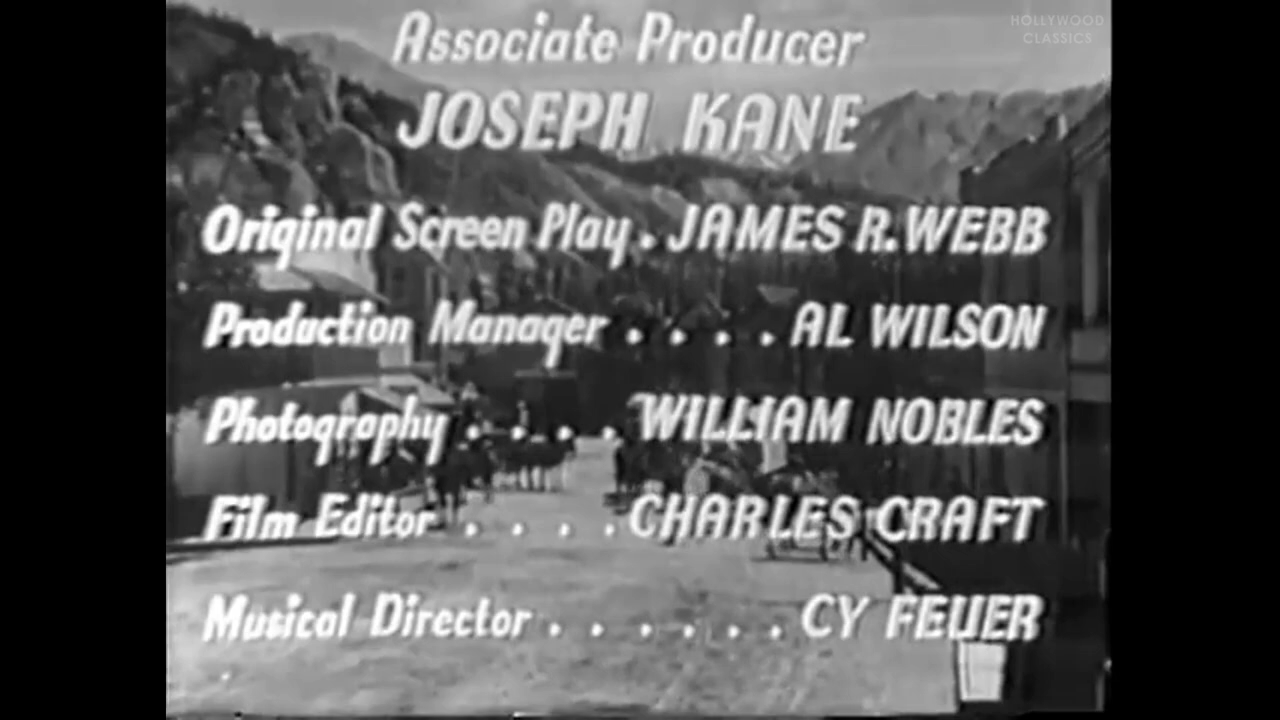 HOLLYWOOD
CLASSICS
Associate Producer
JOSEPH KANE
Original Screen Play . JAMES R. WEBB
Production Manager . . . . AL WILSON
Photography . . . . WILLIAM NOBLES
Film Editor . . . . CHARLES CRAFT
Musical Director . . . . . . CY FEUER